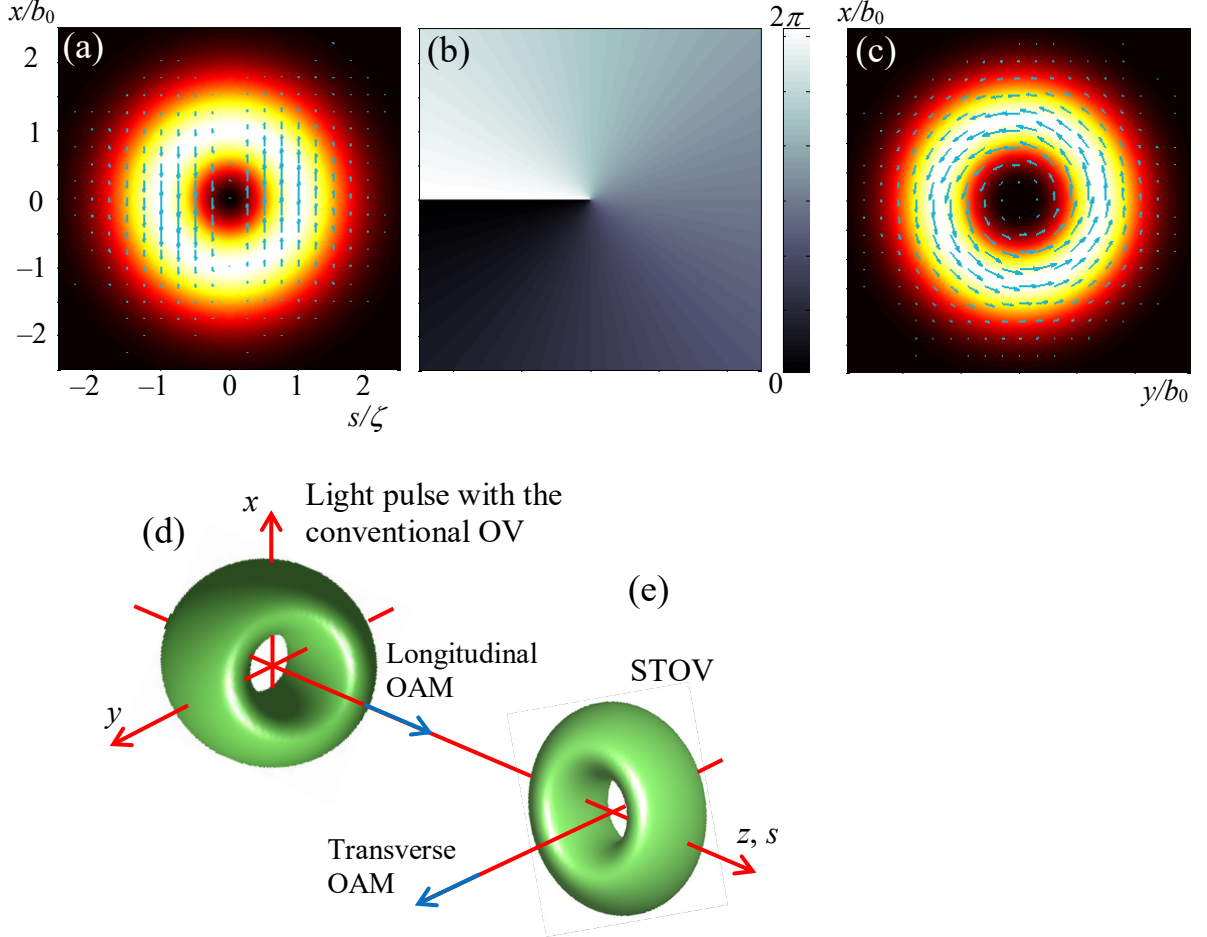 x/b₀
(a)
2
1
0
–1
–2
–2
–1
0
1
2
s/ζ
(b)
2π
0
x/b₀
(c)
y/b₀
(d)
x
Light pulse with the
conventional OV
y
Longitudinal
OAM
(e)
STOV
z, s
Transverse
OAM